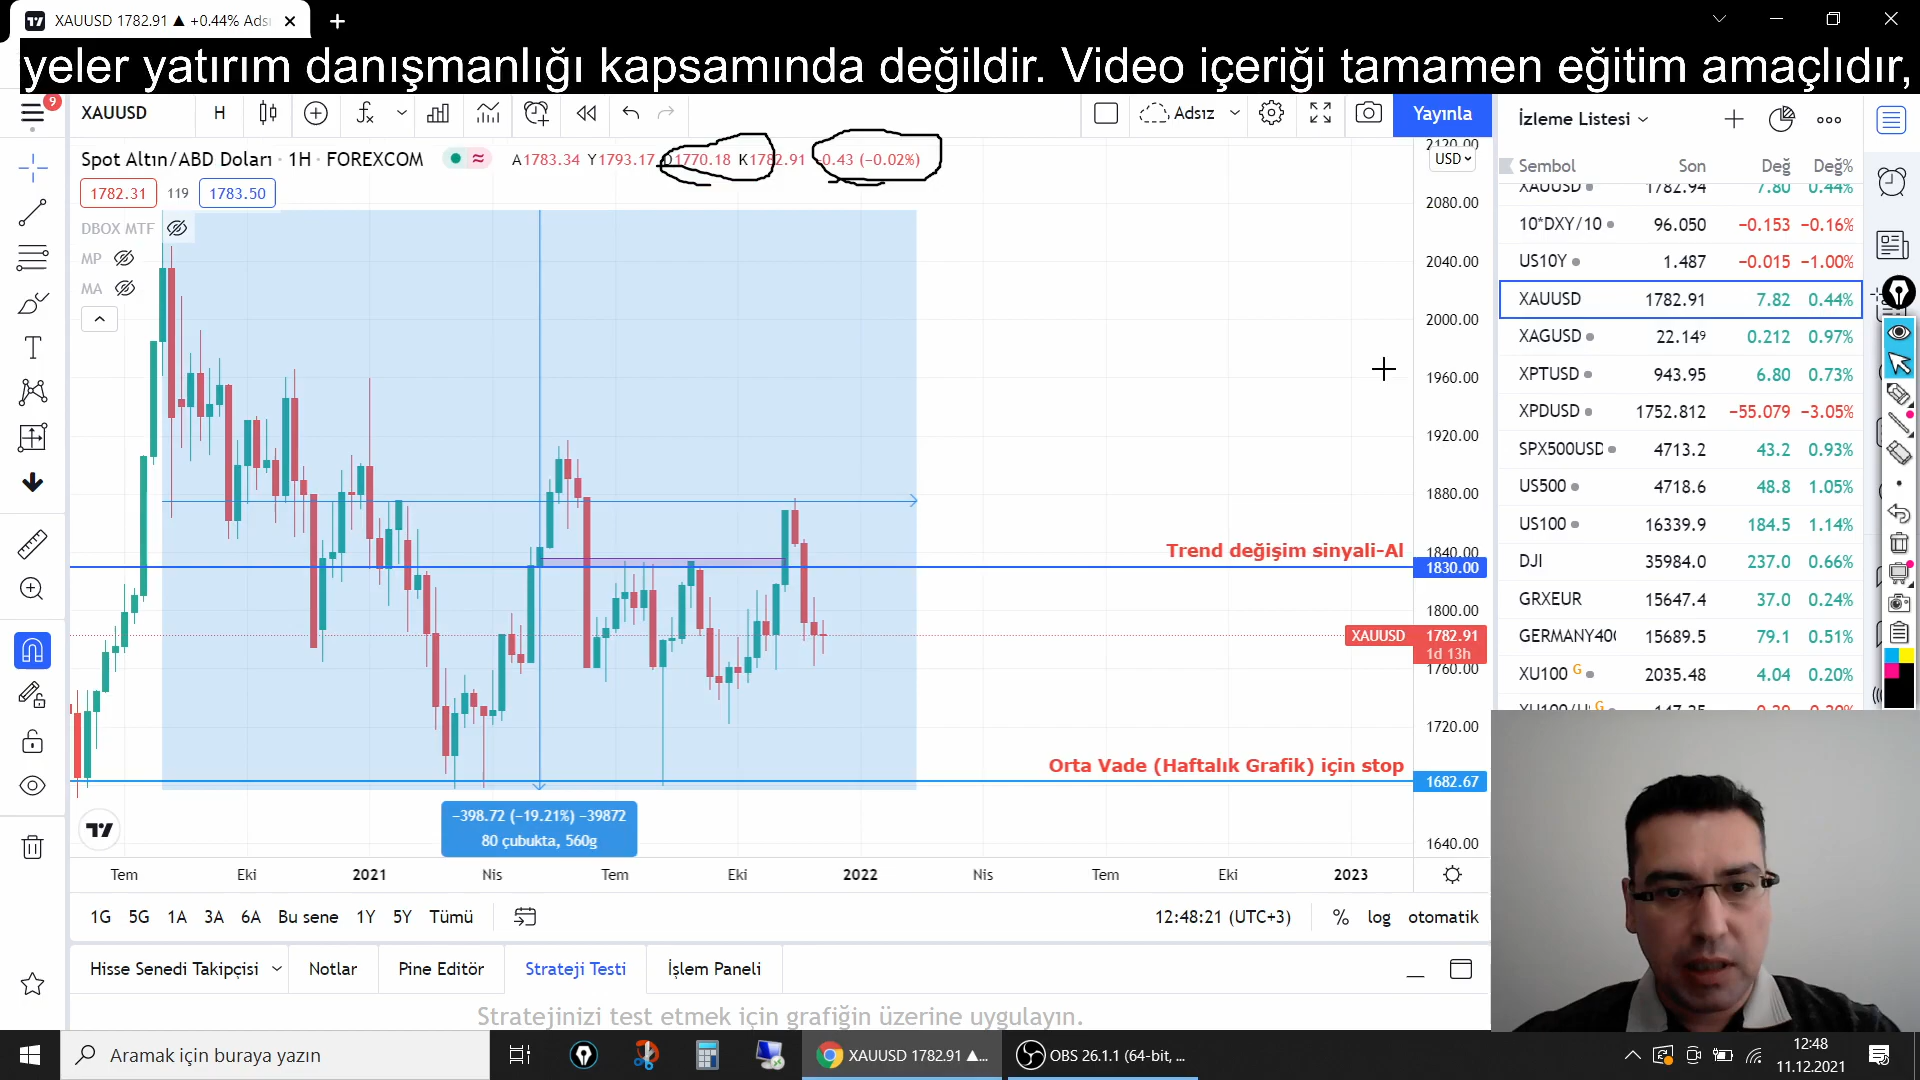 XAUUSD 1782.91 ▲ +0.44% Adsı
yeler yatırım danışmanlığı kapsamında değildir. Video içeriği tamamen eğitim amaçlıdır,
9
XAUUSD
H
Adsız
Yayınla
İzleme Listesi
Spot Altın/ABD Doları · 1H · FOREXCOM
A1783.34 Y1793.17 D1770.18 K1782.91 −0.43 (−0.02%)
1782.31 119 1783.50
DBOX MTF
MP
MA
2120.00
USD
2080.00
2040.00
2000.00
1960.00
1920.00
1880.00
1840.00
1830.00
1800.00
XAUUSD 1782.91
1d 13h
1760.00
1720.00
1682.67
1640.00
Trend değişim sinyali-Al
Orta Vade (Haftalık Grafik) için stop
−398.72 (−19.21%) −39872
80 çubukta, 560g
Tem Eki 2021 Nis Tem Eki 2022 Nis Tem Eki 2023
1G 5G 1A 3A 6A Bu sene 1Y 5Y Tümü
12:48:21 (UTC+3) % log otomatik
Hisse Senedi Takipçisi Notlar Pine Editör Strateji Testi İşlem Paneli
Stratejinizi test etmek için grafiğin üzerine uygulayın.
Sembol Son Değ Değ%
XAUUSD 1782.94 7.80 0.44%
10*DXY/10 96.050 −0.153 −0.16%
US10Y 1.487 −0.015 −1.00%
XAUUSD 1782.91 7.82 0.44%
XAGUSD 22.149 0.212 0.97%
XPTUSD 943.95 6.80 0.73%
XPDUSD 1752.812 −55.079 −3.05%
SPX500USD 4713.2 43.2 0.93%
US500 4718.6 48.8 1.05%
US100 16339.9 184.5 1.14%
DJI 35984.0 237.0 0.66%
GRXEUR 15647.4 37.0 0.24%
GERMANY40 15689.5 79.1 0.51%
XU100 G 2035.48 4.04 0.20%
Aramak için buraya yazın
XAUUSD 1782.91 ▲...
OBS 26.1.1 (64-bit, ...
12:48
11.12.2021